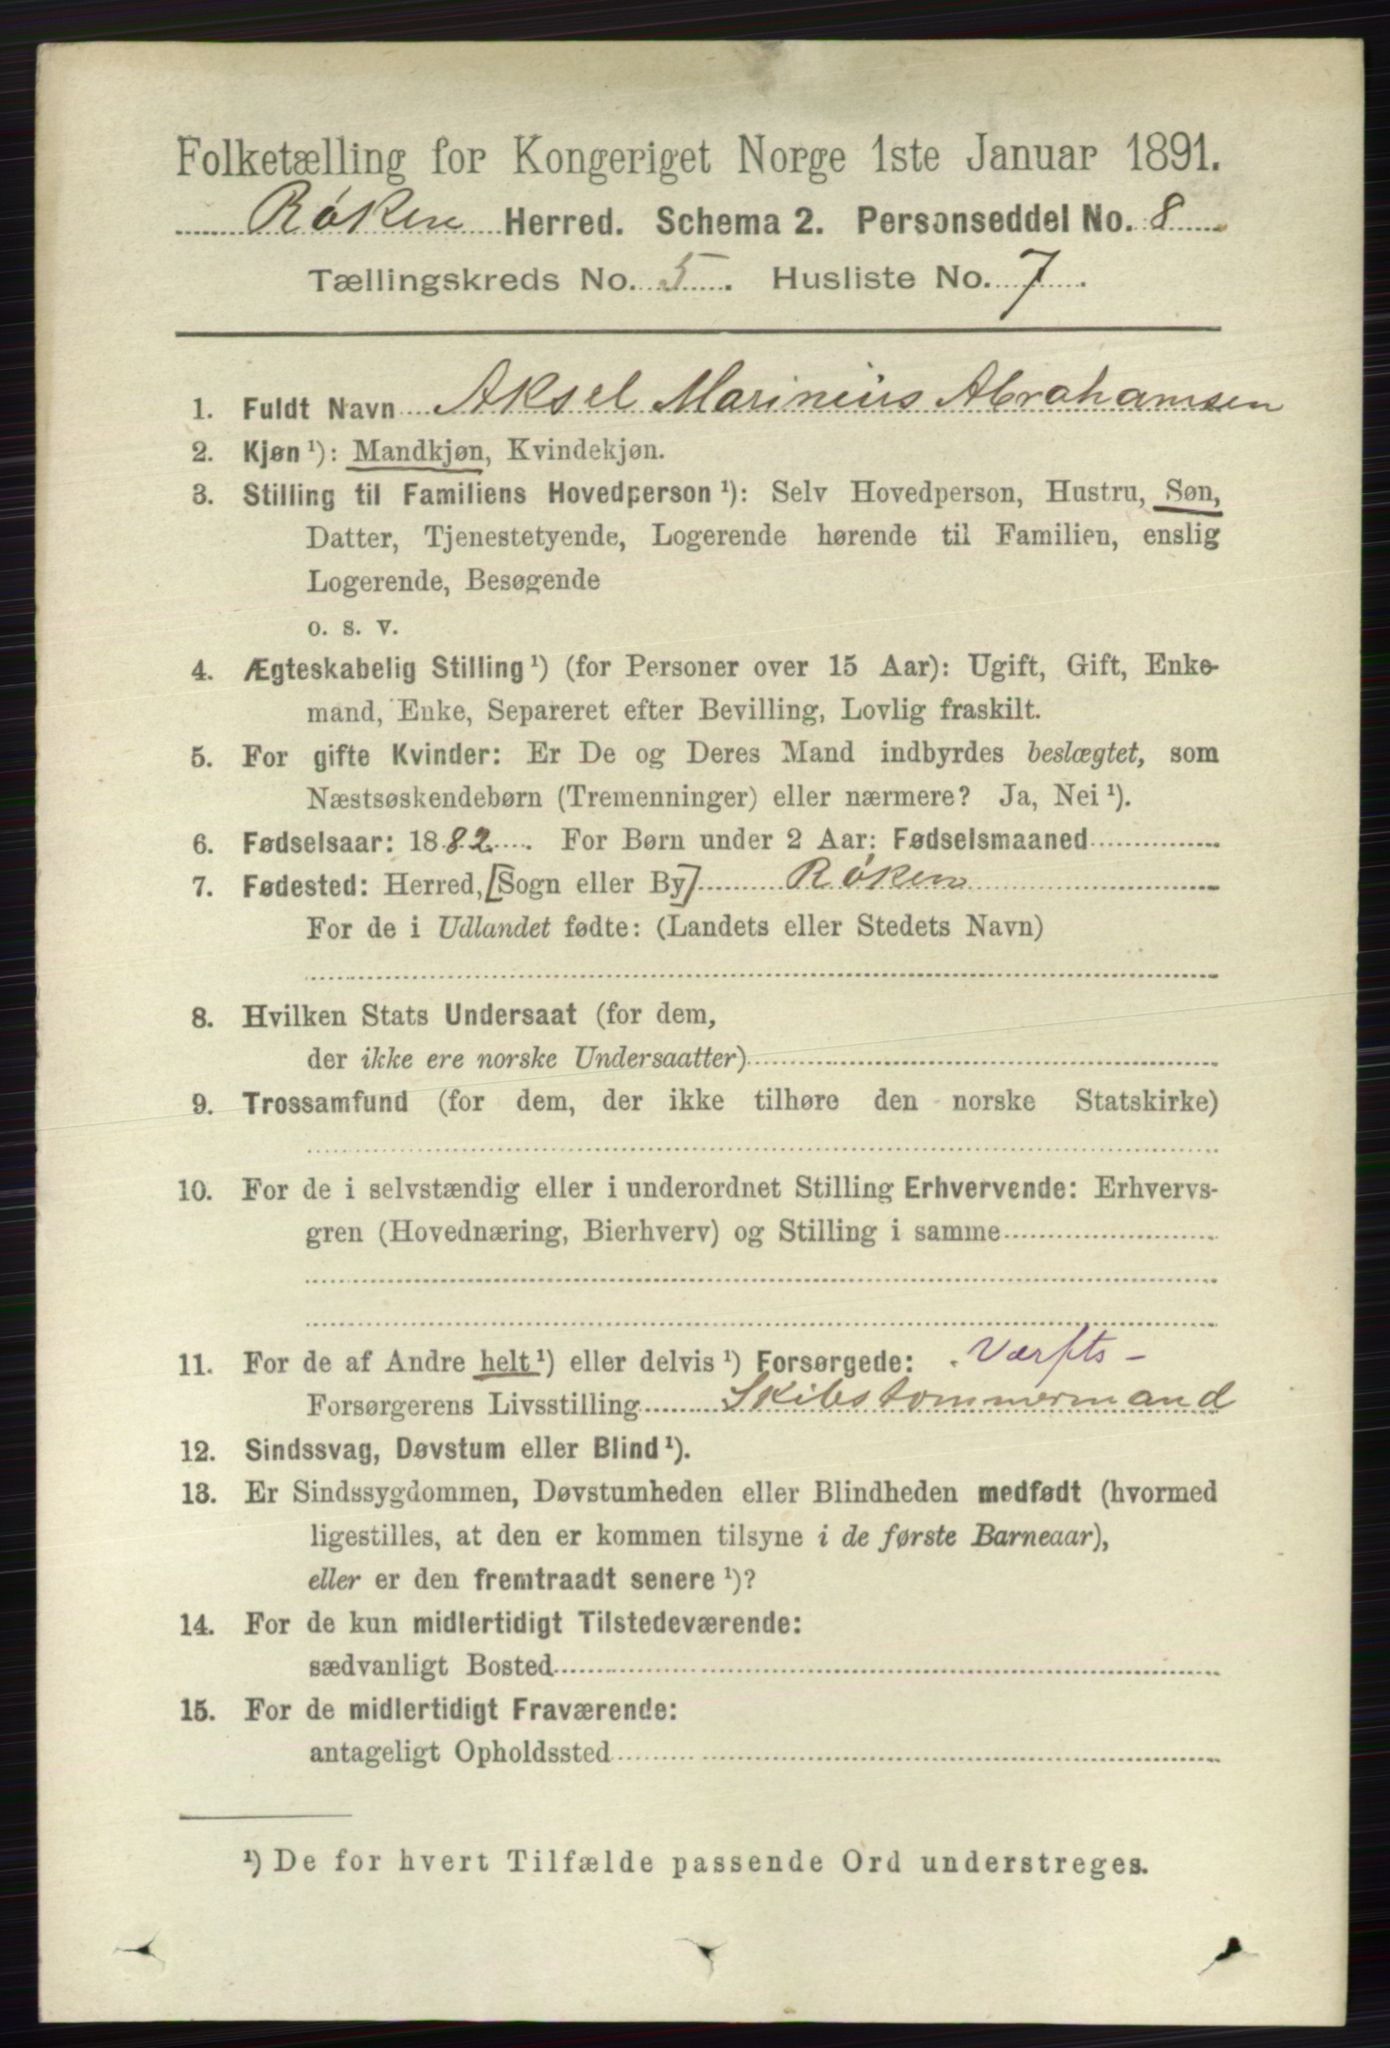 Folketælling for Kongeriget Norge 1ste Januar 1891.
Røken Herred. Schema 2. Personseddel No. 8
Tællingskreds No. 5. Husliste No. 7.
1. Fuldt Navn Aksel Marinius Abrahamsen
2. Kjøn ¹): Mandkjøn, Kvindekjøn.
3. Stilling til Familiens Hovedperson ¹): Selv Hovedperson, Hustru, Søn,
Datter, Tjenestetyende, Logerende hørende til Familien, enslig
Logerende, Besøgende
o. s. v.
4. Ægteskabelig Stilling ¹) (for Personer over 15 Aar): Ugift, Gift, Enke-
mand, Enke, Separeret efter Bevilling, Lovlig fraskilt.
5. For gifte Kvinder: Er De og Deres Mand indbyrdes beslægtet, som
Næstsøskendebørn (Tremenninger) eller nærmere? Ja, Nei ¹).
6. Fødselsaar: 1882. For Børn under 2 Aar: Fødselsmaaned
7. Fødested: Herred, [Sogn eller By] Røken
For de i Udlandet fødte: (Landets eller Stedets Navn)
8. Hvilken Stats Undersaat (for dem,
der ikke ere norske Undersaatter)
9. Trossamfund (for dem, der ikke tilhøre den norske Statskirke)
10. For de i selvstændig eller i underordnet Stilling Erhvervende: Erhvervs-
gren (Hovednæring, Bierhverv) og Stilling i samme
11. For de af Andre helt ¹) eller delvis ¹) Forsørgede: Værfts-
Forsørgerens Livsstilling Skibstommermand
12. Sindssvag, Døvstum eller Blind ¹).
13. Er Sindssygdommen, Døvstumheden eller Blindheden medfødt (hvormed
ligestilles, at den er kommen tilsyne i de første Barneaar),
eller er den fremtraadt senere ¹)?
14. For de kun midlertidigt Tilstedeværende:
sædvanligt Bosted
15. For de midlertidigt Fraværende:
antageligt Opholdssted
¹) De for hvert Tilfælde passende Ord understreges.